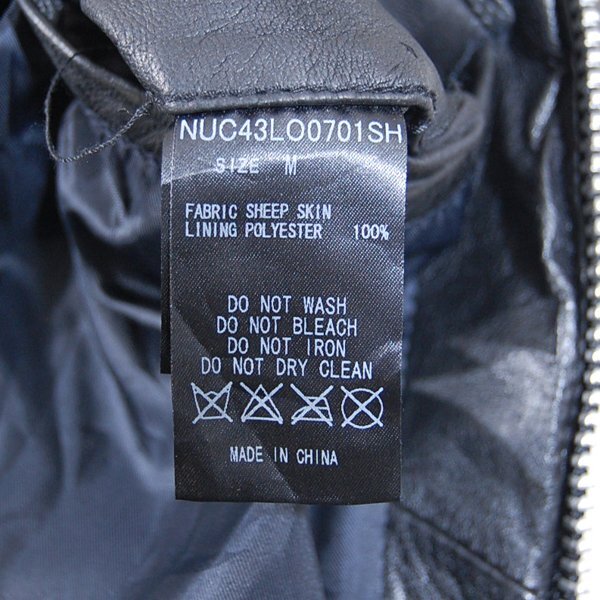 NUC43LO0701SH
SIZE M
FABRIC SHEEP SKIN
LINING POLYESTER 100%
DO NOT WASH
DO NOT BLEACH
DO NOT IRON
DO NOT DRY CLEAN
MADE IN CHINA